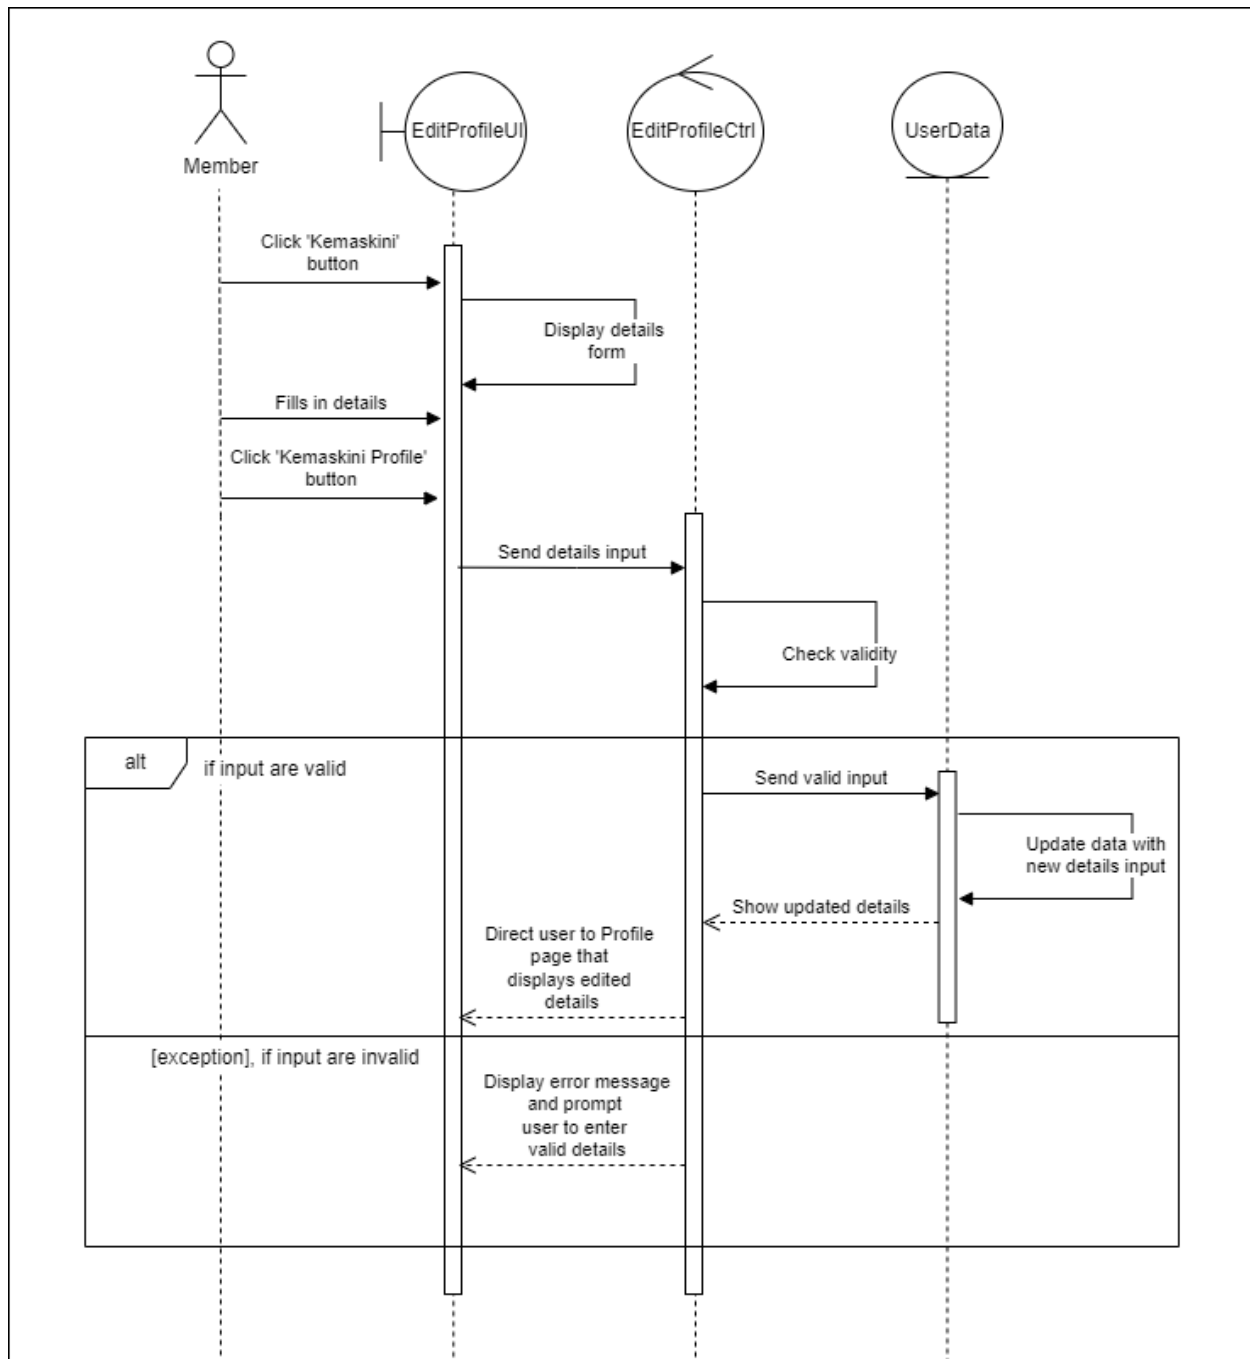 Member
EditProfileUI
EditProfileCtrl
UserData
Click 'Kemaskini'
button
Display details
form
Fills in details
Click 'Kemaskini Profile'
button
Send details input
Check validity
alt
if input are valid
Send valid input
Update data with
new details input
Show updated details
Direct user to Profile
page that
displays edited
details
[exception], if input are invalid
Display error message
and prompt
user to enter
valid details